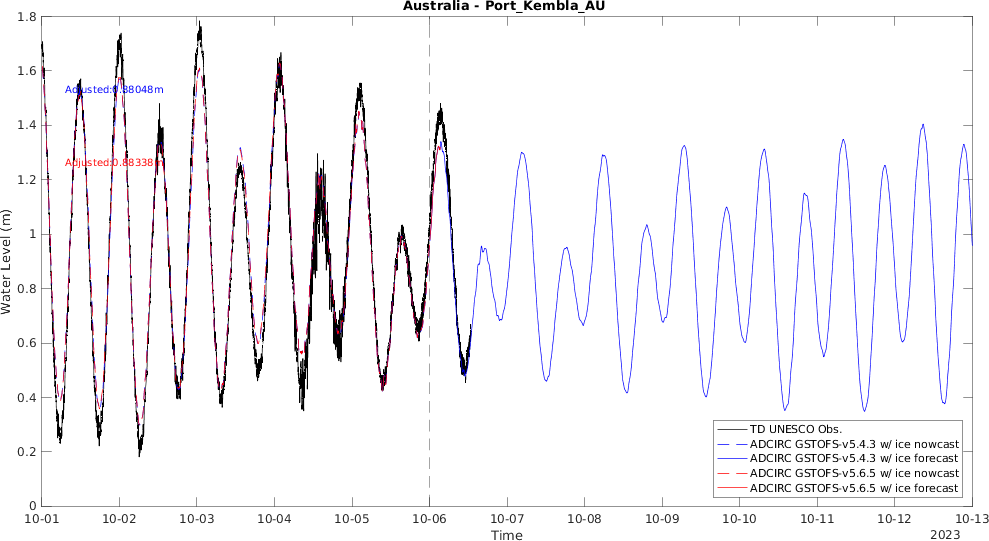 Australia - Port_Kembla_AU
1.8
1.6
1.4
1.2
1
0.8
0.6
0.4
0.2
0
Water Level (m)
Adjusted:0.88048m
Adjusted:0.88338m
TD UNESCO Obs.
ADCIRC GSTOFS-v5.4.3 w/ ice nowcast
ADCIRC GSTOFS-v5.4.3 w/ ice forecast
ADCIRC GSTOFS-v5.6.5 w/ ice nowcast
ADCIRC GSTOFS-v5.6.5 w/ ice forecast
10-01 10-02 10-03 10-04 10-05 10-06 10-07 10-08 10-09 10-10 10-11 10-12 10-13
Time
2023